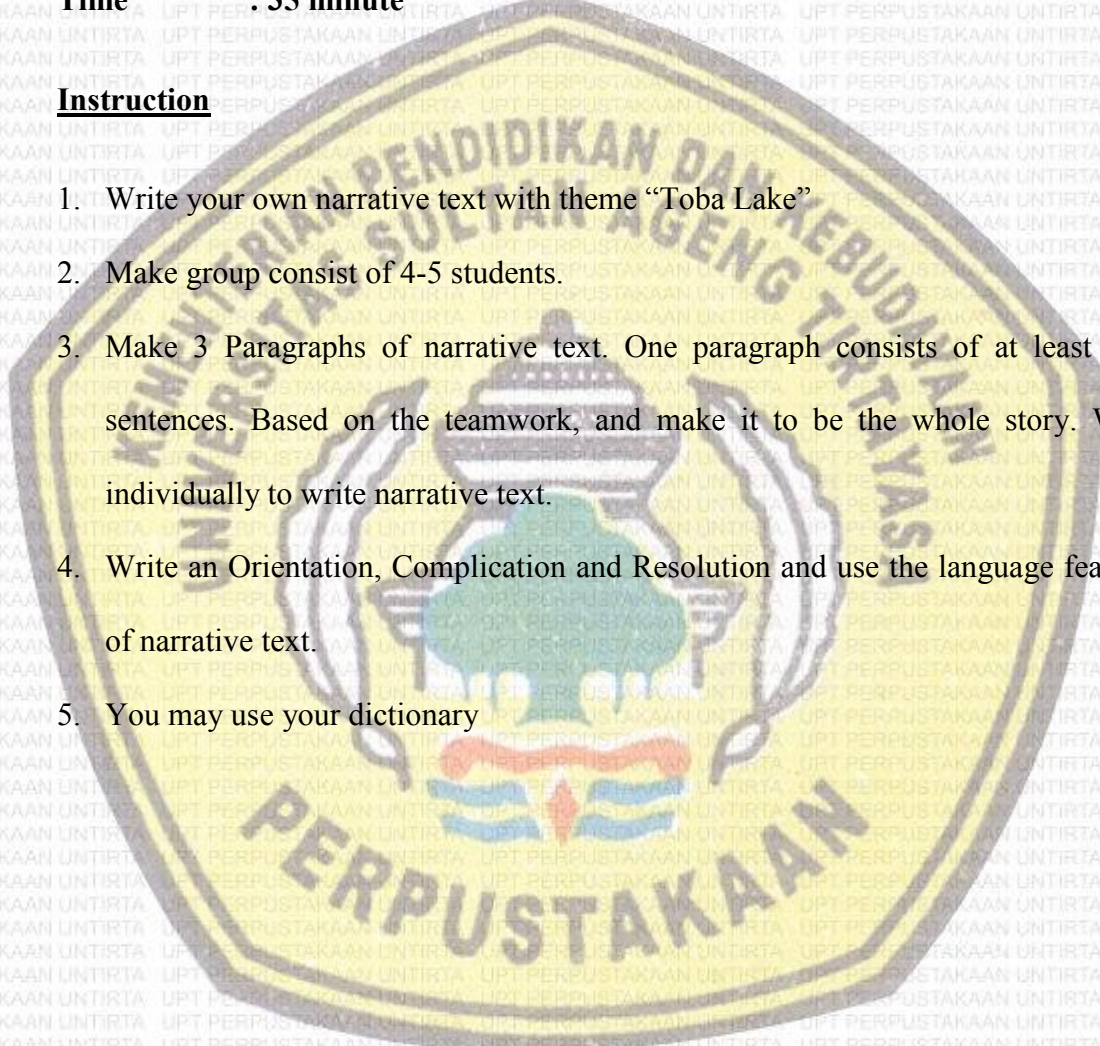 Time : 35 minute
Instruction
1. Write your own narrative text with theme “Toba Lake”
2. Make group consist of 4-5 students.
3. Make 3 Paragraphs of narrative text. One paragraph consists of at least
sentences. Based on the teamwork, and make it to be the whole story.
individually to write narrative text.
4. Write an Orientation, Complication and Resolution and use the language
of narrative text.
5. You may use your dictionary
KEMENTERIAN PENDIDIKAN DAN KEBUDAYAAN
UNIVERSITAS SULTAN AGENG TIRTAYASA
PERPUSTAKAAN
UPT PERPUSTAKAAN UNTIRTA